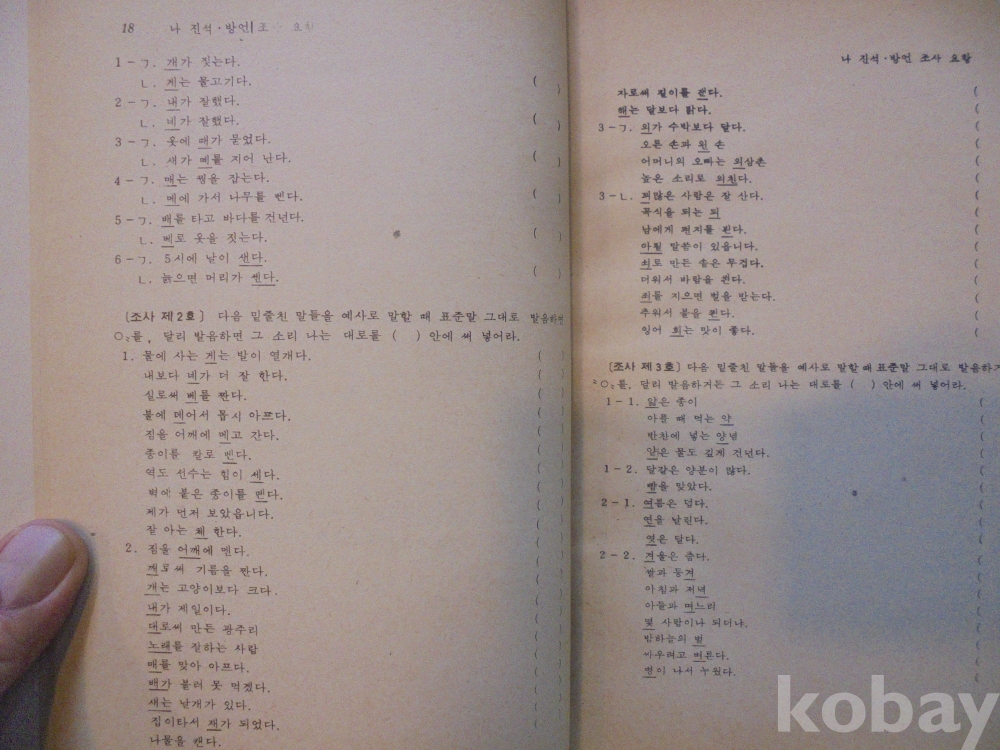 18 나 진석·방언 조사 요항
1-ㄱ. 개가 짖는다.
ㄴ. 게는 물고기다. ( )
2-ㄱ. 내가 잘했다.
ㄴ. 네가 잘했다. ( )
3-ㄱ. 옷에 때가 묻었다.
ㄴ. 새가 떼를 지어 난다. ( )
4-ㄱ. 매는 꿩을 잡는다.
ㄴ. 메에 가서 나무를 벤다. ( )
5-ㄱ. 배를 타고 바다를 건넌다.
ㄴ. 베로 옷을 짓는다. ( )
6-ㄱ. 5시에 날이 샌다.
ㄴ. 늙으면 머리가 센다. ( )
[조사 제2호] 다음 밑줄친 말들을 예사로 말할 때 표준말 그대로 발음하면
○를, 달리 발음하면 그 소리 나는 대로를 ( ) 안에 써 넣어라.
1. 물에 사는 게는 발이 열개다. (
내보다 네가 더 잘 한다. (
실로써 베를 짠다. (
불에 데어서 몹시 아프다. (
짐을 어깨에 메고 간다. (
종이를 칼로 벤다. (
역도 선수는 힘이 세다. (
벽에 붙은 종이를 뗀다. (
제가 먼저 보았읍니다. (
잘 아는 체 한다. (
2. 짐을 어깨에 멘다. (
깨로써 기름을 짠다. (
개는 고양이보다 크다. (
내가 제일이다. (
대로써 만든 광주리 (
노래를 잘하는 사람 (
매를 맞아 아프다. (
배가 불러 못 먹겠다. (
새는 날개가 있다. (
집이타서 재가 되었다. (
나물을 캔다. (
나 진석·방언 조사 요항
자로써 길이를 잰다. (
해는 달보다 밝다. (
3-ㄱ. 외가 수박보다 달다. (
오른 손과 왼 손 (
어머니의 오빠는 외삼촌 (
높은 소리로 외친다. (
3-ㄴ. 꾀많은 사람은 잘 산다. (
곡식을 되는 되 (
남에게 편지를 띈다. (
아뢸 말씀이 있읍니다. (
쇠로 만든 솥은 무겁다. (
더워서 바람을 쐰다. (
죄를 지으면 벌을 받는다. (
추워서 불을 쬔다. (
잉어 회는 맛이 좋다. (
[조사 제3호] 다음 밑줄친 말들을 예사로 말할 때 표준말 그대로 발음하거
○를, 달리 발음하거든 그 소리 나는 대로를 ( ) 안에 써 넣어라.
1-1. 얇은 종이 (
아플 때 먹는 약 (
반찬에 넣는 양념 (
얕은 물도 깊게 건넌다. (
1-2. 달걀은 양분이 많다. (
뺨을 맞았다. (
2-1. 여름은 덥다. (
연을 날린다. (
엿은 달다. (
2-2. 겨울은 춥다. (
밭과 등겨 (
아침과 저녁 (
아들과 며느리 (
몇 사람이나 되더냐. (
밤하늘의 별 (
싸우려고 벼른다. (
병이 나서 누웠다. (
kobay